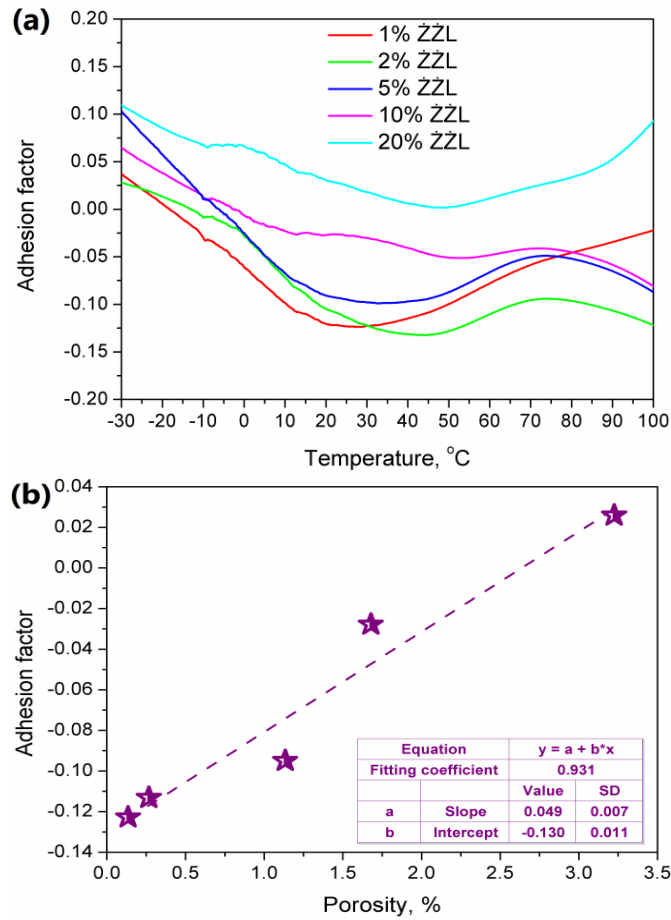 (a)
0.20
0.15
0.10
0.05
0.00
-0.05
-0.10
-0.15
-0.20
Adhesion factor
1% ŻŻL
2% ŻŻL
5% ŻŻL
10% ŻŻL
20% ŻŻL
-30 -20 -10 0 10 20 30 40 50 60 70 80 90 100
Temperature, °C
(b)
0.04
0.02
0.00
-0.02
-0.04
-0.06
-0.08
-0.10
-0.12
-0.14
Adhesion factor
Equation y = a + b*x
Fitting coefficient 0.931
Value SD
a Slope 0.049 0.007
b Intercept -0.130 0.011
0.0 0.5 1.0 1.5 2.0 2.5 3.0 3.5
Porosity, %